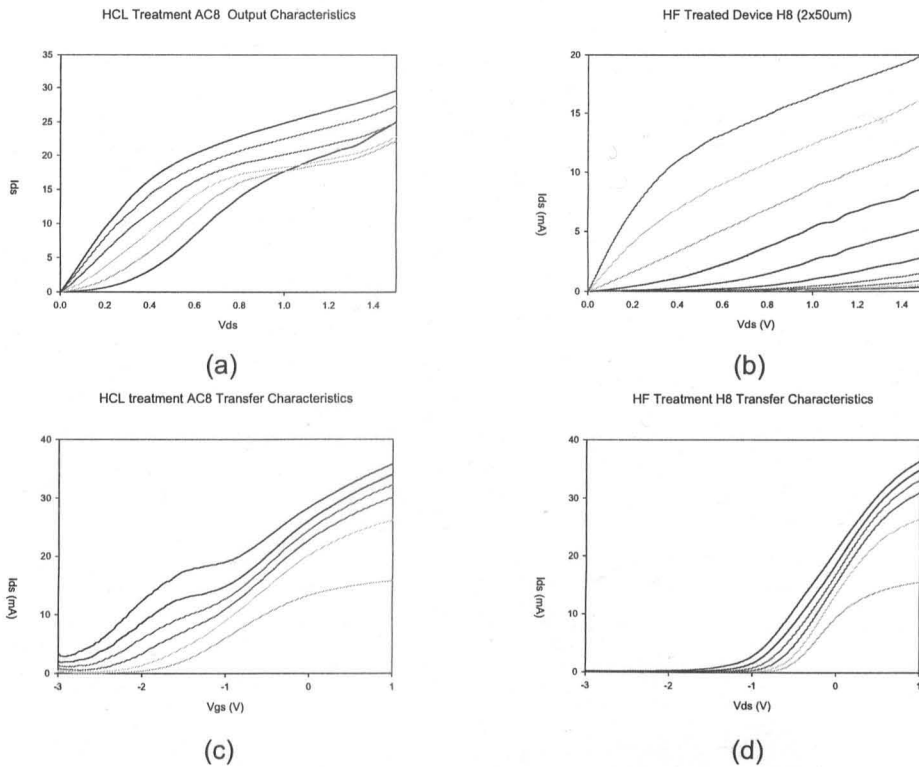 HCL Treatment AC8 Output Characteristics
35
30
25
20
15
10
5
0
Ids
0.0 0.2 0.4 0.6 0.8 1.0 1.2 1.4
Vds
(a)
HF Treated Device H8 (2x50um)
20
15
10
5
0
Ids (mA)
0.0 0.2 0.4 0.6 0.8 1.0 1.2 1.4
Vds (V)
(b)
HCL treatment AC8 Transfer Characteristics
40
30
20
10
0
Ids (mA)
-3 -2 -1 0 1
Vgs (V)
(c)
HF Treatment H8 Transfer Characteristics
40
30
20
10
0
Ids (mA)
-3 -2 -1 0 1
Vds (V)
(d)